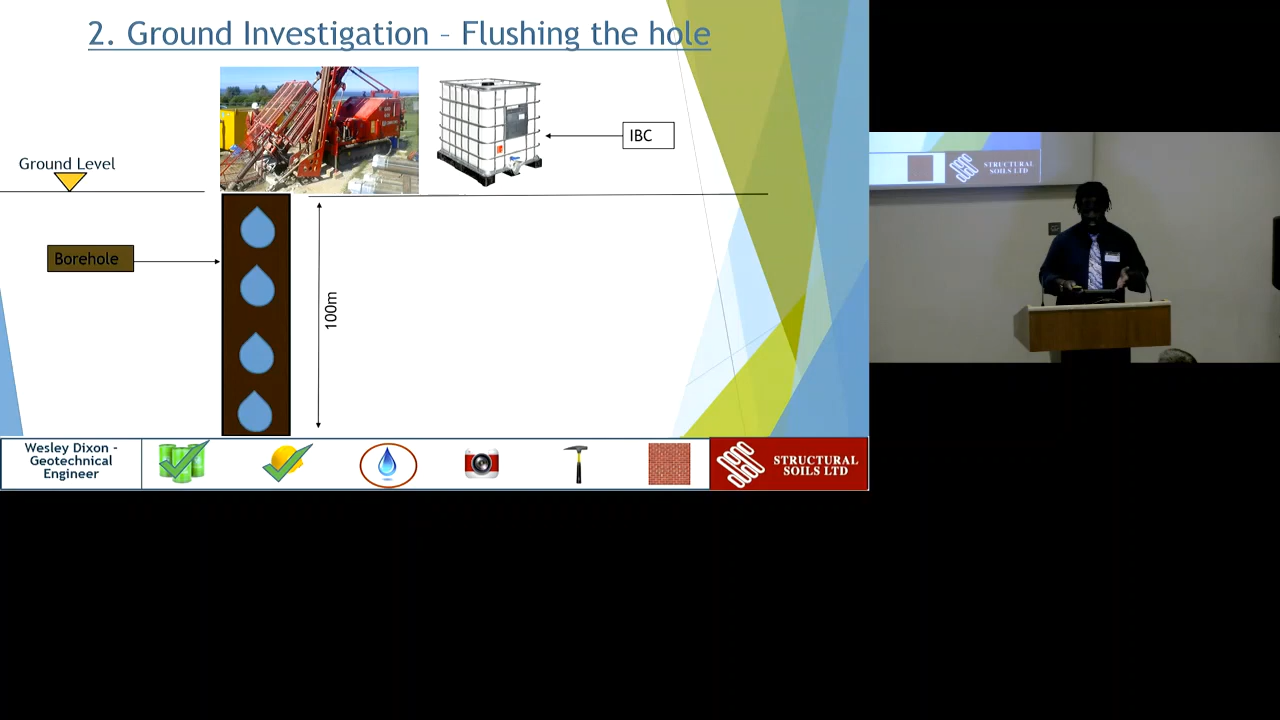 2. Ground Investigation – Flushing the hole
IBC
Ground Level
Borehole
100m
Wesley Dixon -
Geotechnical
Engineer
STRUCTURAL
SOILS LTD
STRUCTURAL
SOILS LTD